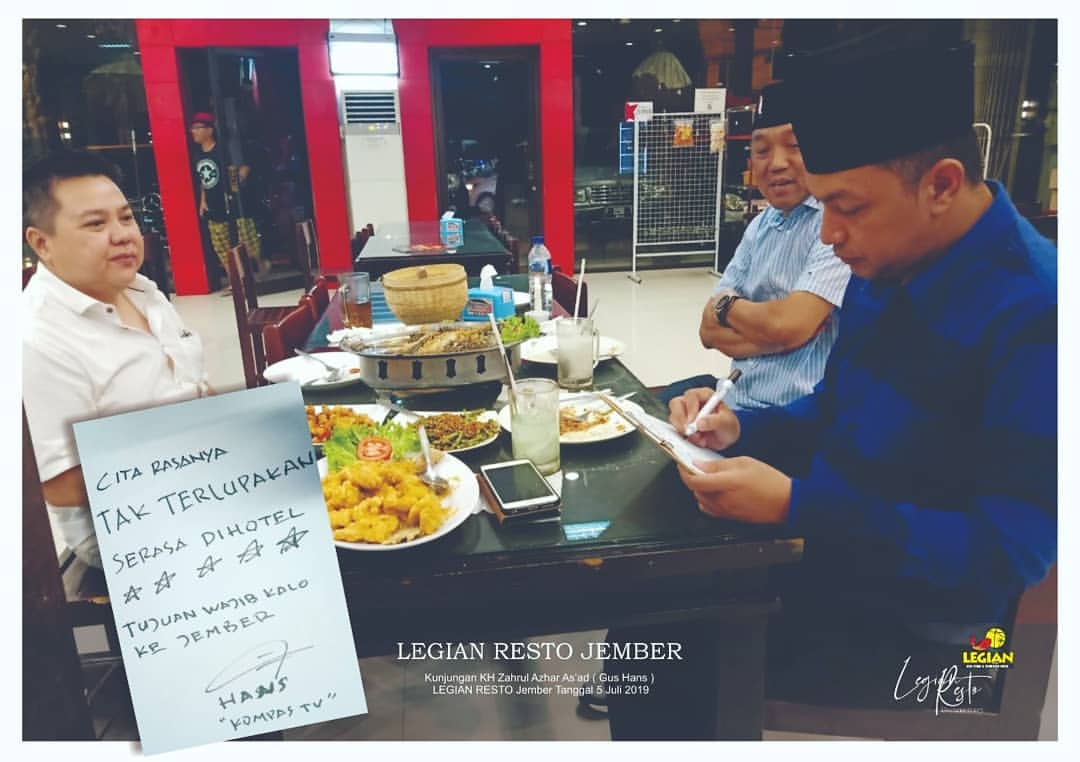 CITA RASANYA
TAK TERLUPAKAN
SERASA DIHOTEL
TUJUAN WAJIB KALO
KE JEMBER
HANS
"KOMPAS TV"
LEGIAN RESTO JEMBER
Kunjungan KH Zahrul Azhar As'ad ( Gus Hans )
LEGIAN RESTO Jember Tanggal 5 Juli 2019
LEGIAN
Legian
Resto